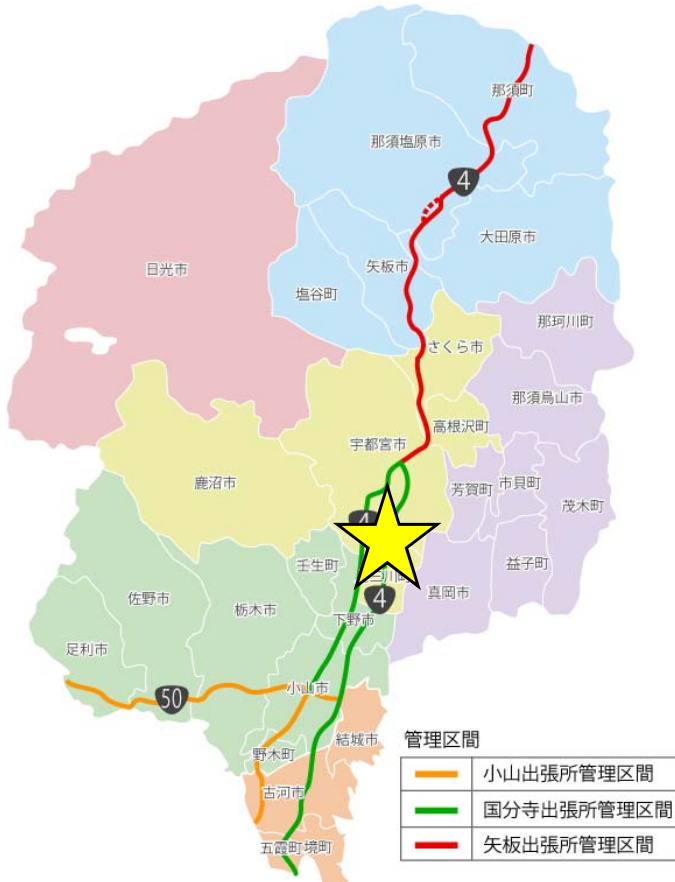 那須町
那須塩原市
4
大田原市
日光市
矢板市
塩谷町
那珂川町
さくら市
那須烏山市
高根沢町
宇都宮市
鹿沼市
芳賀町
市貝町
茂木町
壬生町
益子町
真岡市
佐野市
栃木市
4
下野市
足利市
50
小山市
結城市
野木町
古河市
五霞町
境町
管理区間
小山出張所管理区間
国分寺出張所管理区間
矢板出張所管理区間